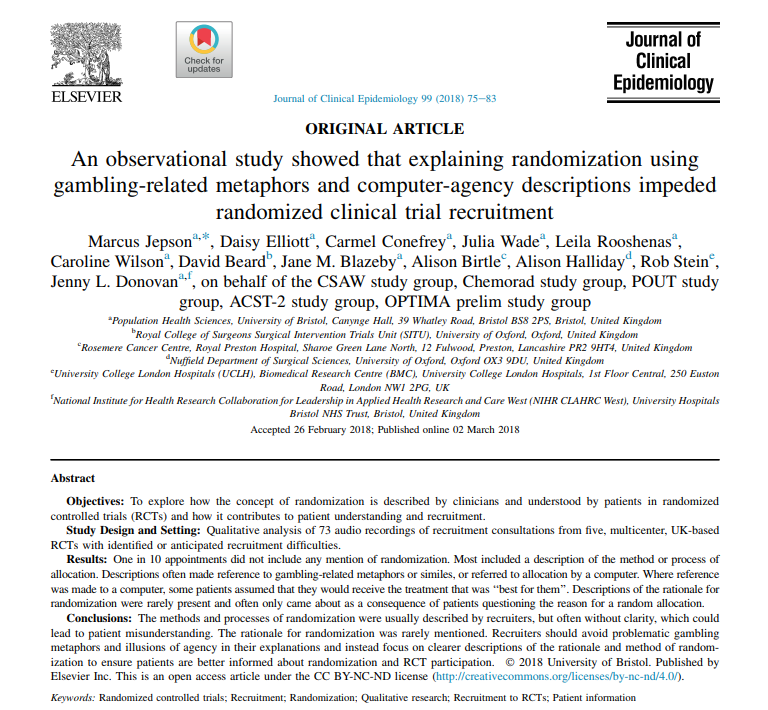 ELSEVIER
Check for
updates
Journal of Clinical Epidemiology 99 (2018) 75–83
Journal of
Clinical
Epidemiology
ORIGINAL ARTICLE
An observational study showed that explaining randomization using
gambling-related metaphors and computer-agency descriptions impeded
randomized clinical trial recruitment
Marcus Jepsonᵃ,*, Daisy Elliottᵃ, Carmel Conefreyᵃ, Julia Wadeᵃ, Leila Rooshenasᵃ,
Caroline Wilsonᵃ, David Beardᵇ, Jane M. Blazebyᵃ, Alison Birtleᶜ, Alison Hallidayᵈ, Rob Steinᵉ,
Jenny L. Donovanᵃ,ᶠ, on behalf of the CSAW study group, Chemorad study group, POUT study
group, ACST-2 study group, OPTIMA prelim study group
ᵃPopulation Health Sciences, University of Bristol, Canynge Hall, 39 Whatley Road, Bristol BS8 2PS, Bristol, United Kingdom
ᵇRoyal College of Surgeons Surgical Intervention Trials Unit (SITU), University of Oxford, Oxford, United Kingdom
ᶜRosemere Cancer Centre, Royal Preston Hospital, Sharoe Green Lane North, 12 Fulwood, Preston, Lancashire PR2 9HT4, United Kingdom
ᵈNuffield Department of Surgical Sciences, University of Oxford, Oxford OX3 9DU, United Kingdom
ᵉUniversity College London Hospitals (UCLH), Biomedical Research Centre (BMC), University College London Hospitals, 1st Floor Central, 250 Euston
Road, London NW1 2PG, UK
ᶠNational Institute for Health Research Collaboration for Leadership in Applied Health Research and Care West (NIHR CLAHRC West), University Hospitals
Bristol NHS Trust, Bristol, United Kingdom
Accepted 26 February 2018; Published online 02 March 2018
Abstract
Objectives: To explore how the concept of randomization is described by clinicians and understood by patients in randomized
controlled trials (RCTs) and how it contributes to patient understanding and recruitment.
Study Design and Setting: Qualitative analysis of 73 audio recordings of recruitment consultations from five, multicenter, UK-based
RCTs with identified or anticipated recruitment difficulties.
Results: One in 10 appointments did not include any mention of randomization. Most included a description of the method or process of
allocation. Descriptions often made reference to gambling-related metaphors or similes, or referred to allocation by a computer. Where reference
was made to a computer, some patients assumed that they would receive the treatment that was “best for them”. Descriptions of the rationale for
randomization were rarely present and often only came about as a consequence of patients questioning the reason for a random allocation.
Conclusions: The methods and processes of randomization were usually described by recruiters, but often without clarity, which could
lead to patient misunderstanding. The rationale for randomization was rarely mentioned. Recruiters should avoid problematic gambling
metaphors and illusions of agency in their explanations and instead focus on clearer descriptions of the rationale and method of random-
ization to ensure patients are better informed about randomization and RCT participation. © 2018 University of Bristol. Published by
Elsevier Inc. This is an open access article under the CC BY-NC-ND license (http://creativecommons.org/licenses/by-nc-nd/4.0/).
Keywords: Randomized controlled trials; Recruitment; Randomization; Qualitative research; Recruitment to RCTs; Patient information